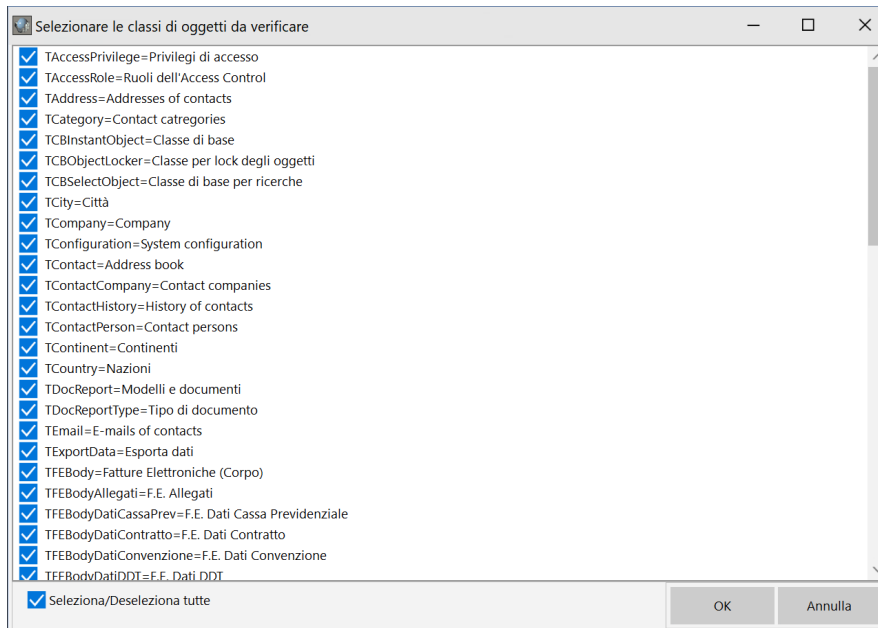 Selezionare le classi di oggetti da verificare
TAccessPrivilege=Privilegi di accesso
TAccessRole=Ruoli dell'Access Control
TAddress=Addresses of contacts
TCategory=Contact catregories
TCBInstantObject=Classe di base
TCBObjectLocker=Classe per lock degli oggetti
TCBSelectObject=Classe di base per ricerche
TCity=Città
TCompany=Company
TConfiguration=System configuration
TContact=Address book
TContactCompany=Contact companies
TContactHistory=History of contacts
TContactPerson=Contact persons
TContinent=Continenti
TCountry=Nazioni
TDocReport=Modelli e documenti
TDocReportType=Tipo di documento
TEmail=E-mails of contacts
TExportData=Esporta dati
TFEBody=Fatture Elettroniche (Corpo)
TFEBodyAllegati=F.E. Allegati
TFEBodyDatiCassaPrev=F.E. Dati Cassa Previdenziale
TFEBodyDatiContratto=F.E. Dati Contratto
TFEBodyDatiConvenzione=F.E. Dati Convenzione
TFEBodyDatiDDT=F.E. Dati DDT
Seleziona/Deseleziona tutte
OK
Annulla